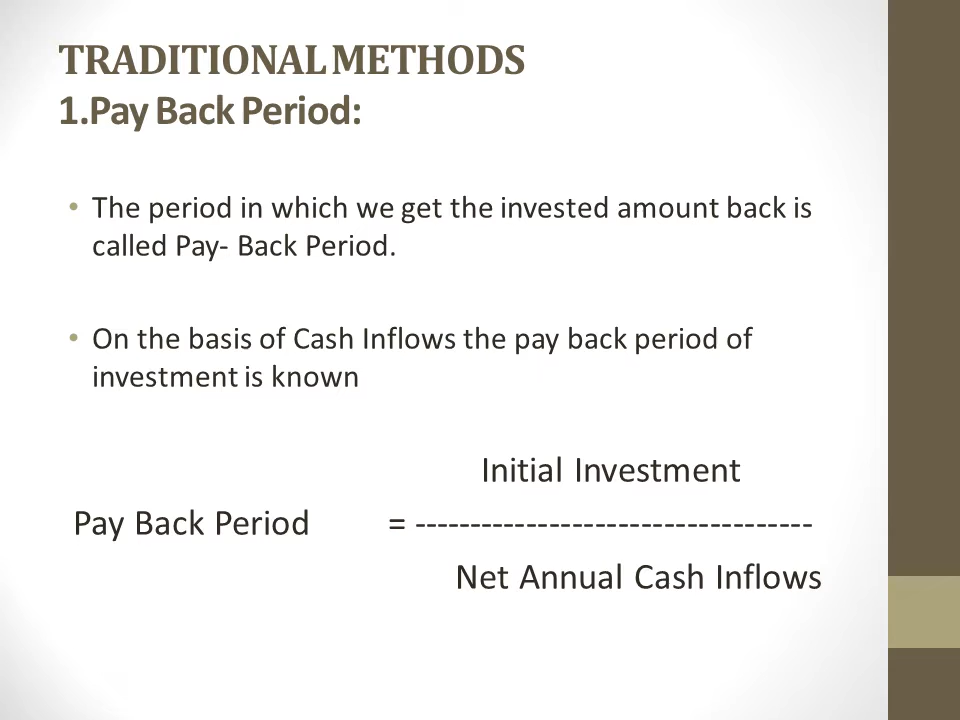 TRADITIONAL METHODS
1.Pay Back Period:
• The period in which we get the invested amount back is
called Pay- Back Period.
• On the basis of Cash Inflows the pay back period of
investment is known
Initial Investment
Pay Back Period = ------------------------------------
Net Annual Cash Inflows